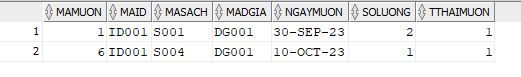 MAMUON MAID MASACH MADGIA NGAYMUON SOLUONG TTHAIMUON
1 1 ID001 S001 DG001 30-SEP-23 2 1
2 6 ID001 S004 DG001 10-OCT-23 1 1